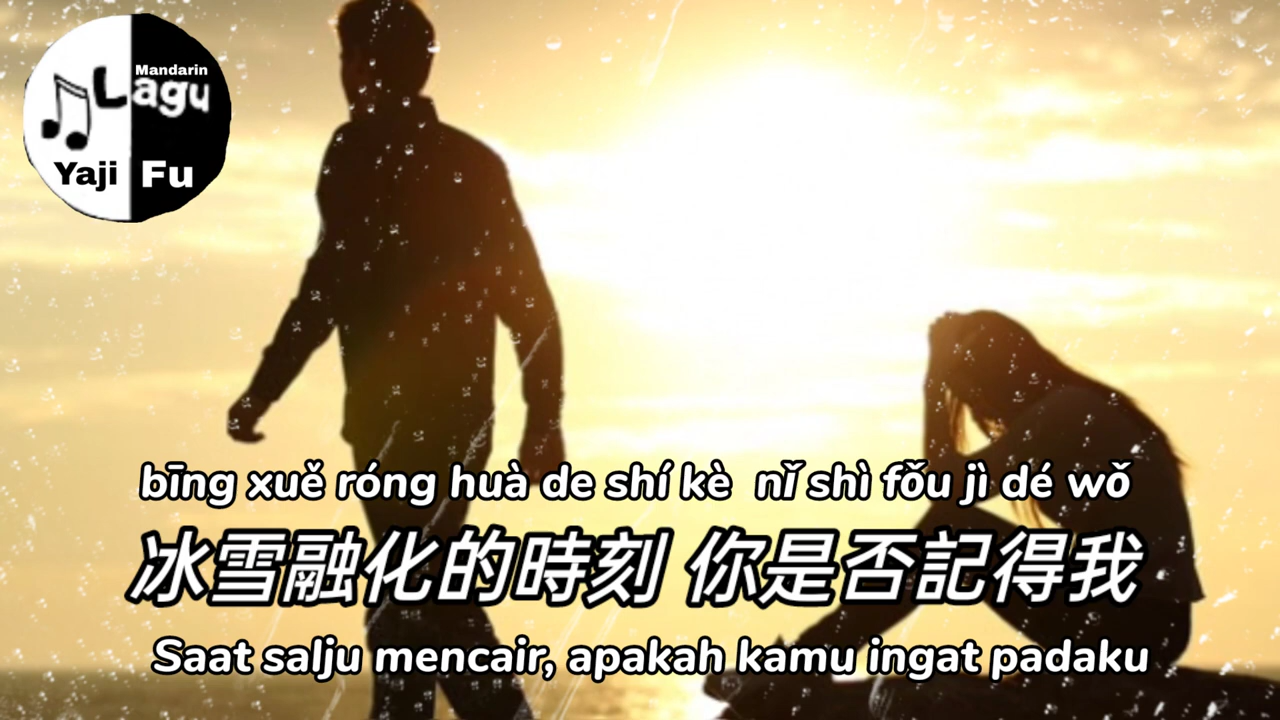 Mandarin
Lagu
Yaji Fu
bīng xuě róng huà de shí kè nǐ shì fǒu jì dé wǒ
冰雪融化的時刻 你是否記得我
Saat salju mencair, apakah kamu ingat padaku